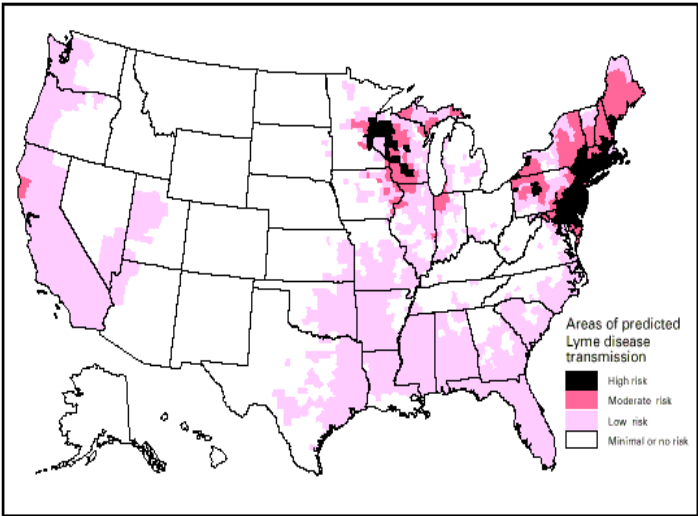 Areas of predicted
Lyme disease
transmission
High risk
Moderate risk
Low risk
Minimal or no risk